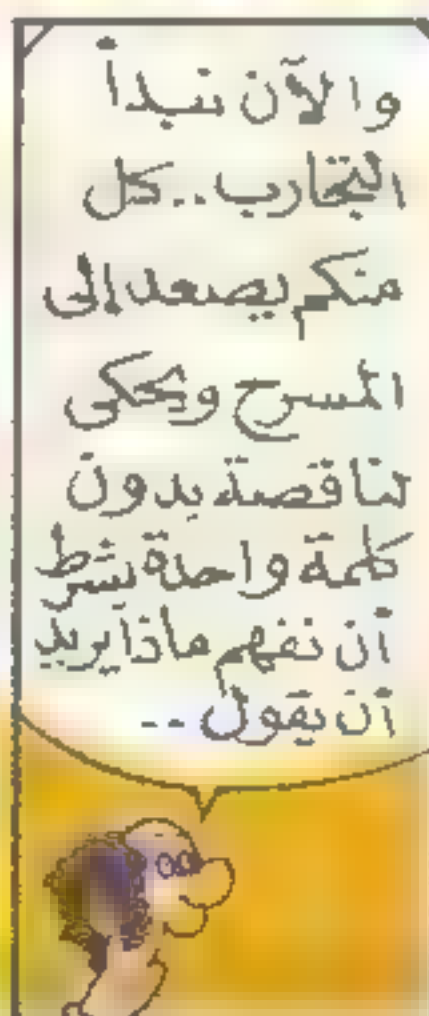 والآن نبدأ
التجارب..كل
منكم يصعد إلى
المسرح ويحكى
لنا قصة بدون
كلمة واحدة بشرط
أن نفهم ماذا يريد
أن يقول..